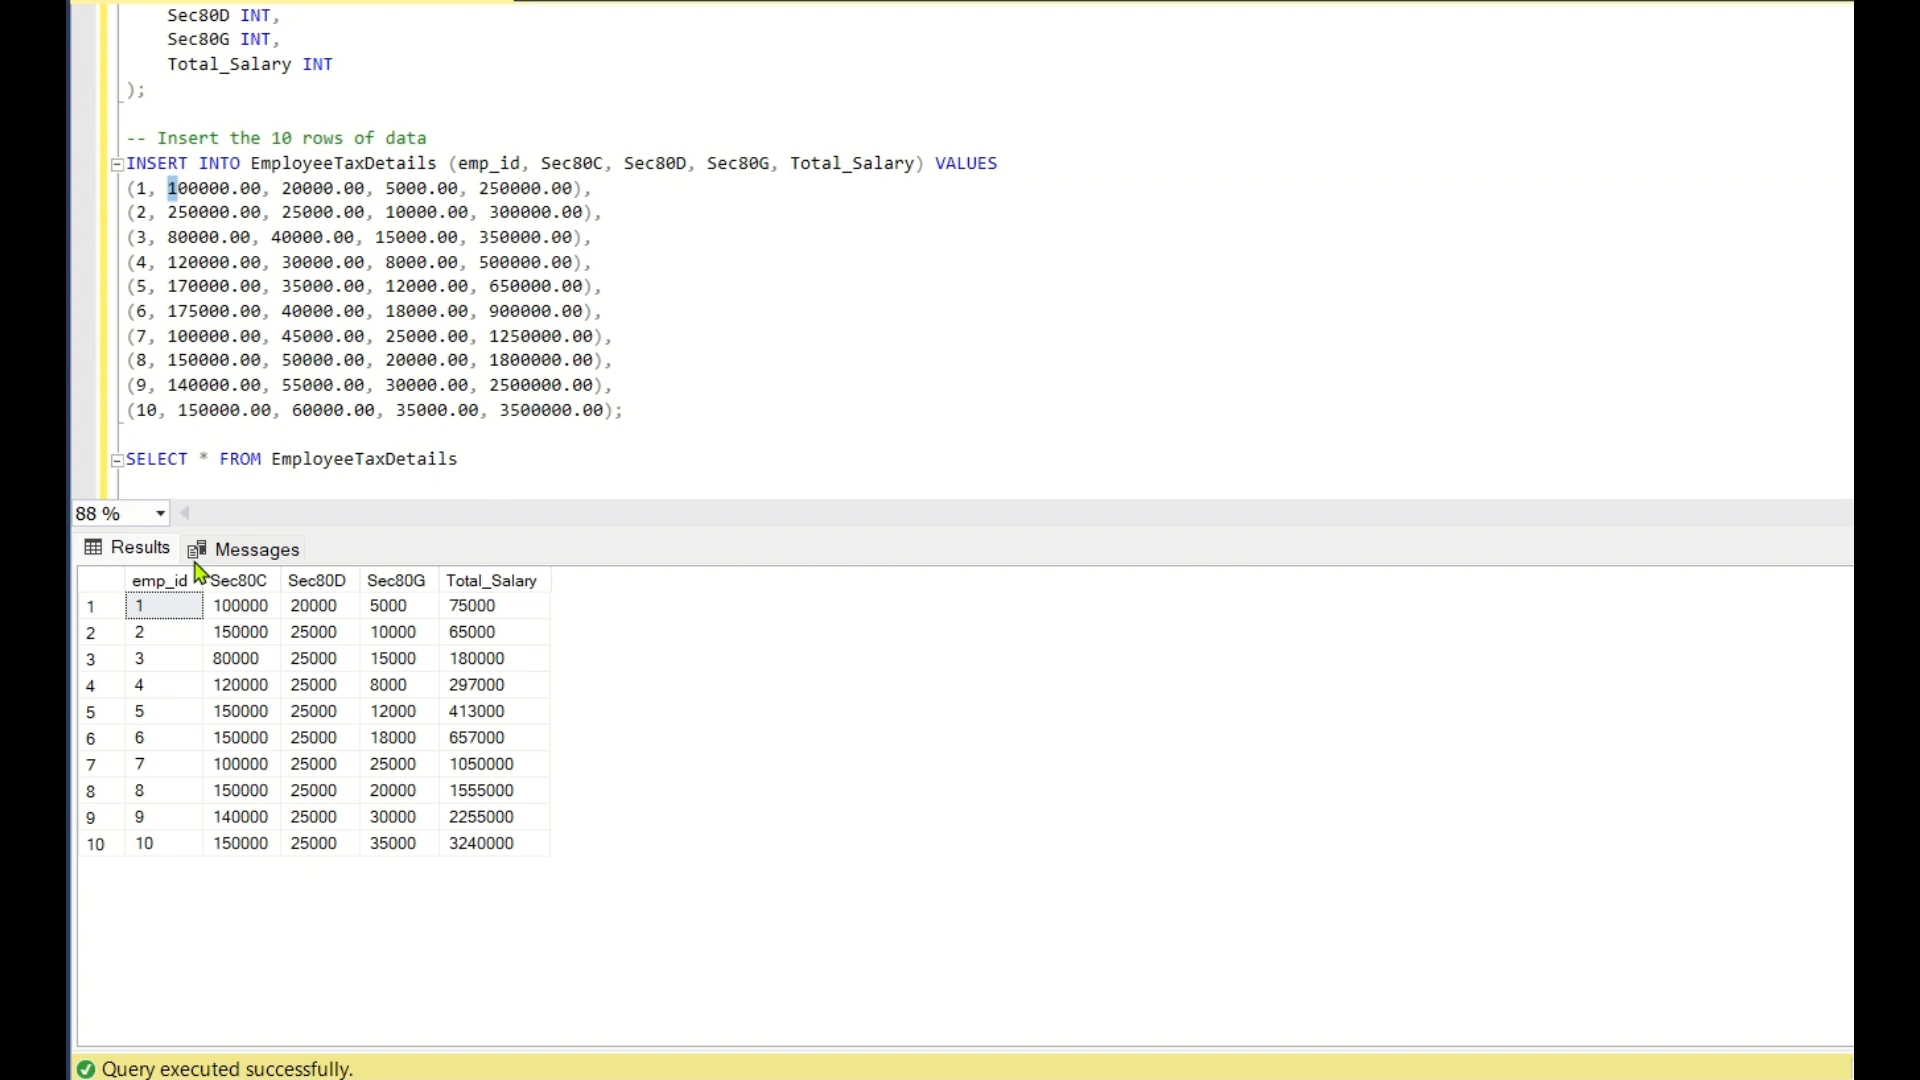 Sec80D INT,
Sec80G INT,
Total_Salary INT
);
-- Insert the 10 rows of data
INSERT INTO EmployeeTaxDetails (emp_id, Sec80C, Sec80D, Sec80G, Total_Salary) VALUES
(1, 100000.00, 20000.00, 5000.00, 250000.00),
(2, 250000.00, 25000.00, 10000.00, 300000.00),
(3, 80000.00, 40000.00, 15000.00, 350000.00),
(4, 120000.00, 30000.00, 8000.00, 500000.00),
(5, 170000.00, 35000.00, 12000.00, 650000.00),
(6, 175000.00, 40000.00, 18000.00, 900000.00),
(7, 100000.00, 45000.00, 25000.00, 1250000.00),
(8, 150000.00, 50000.00, 20000.00, 1800000.00),
(9, 140000.00, 55000.00, 30000.00, 2500000.00),
(10, 150000.00, 60000.00, 35000.00, 3500000.00);
SELECT * FROM EmployeeTaxDetails
88 %
Results Messages
emp_id Sec80C Sec80D Sec80G Total_Salary
1 1 100000 20000 5000 75000
2 2 150000 25000 10000 65000
3 3 80000 25000 15000 180000
4 4 120000 25000 8000 297000
5 5 150000 25000 12000 413000
6 6 150000 25000 18000 657000
7 7 100000 25000 25000 1050000
8 8 150000 25000 20000 1555000
9 9 140000 25000 30000 2255000
10 10 150000 25000 35000 3240000
Query executed successfully.